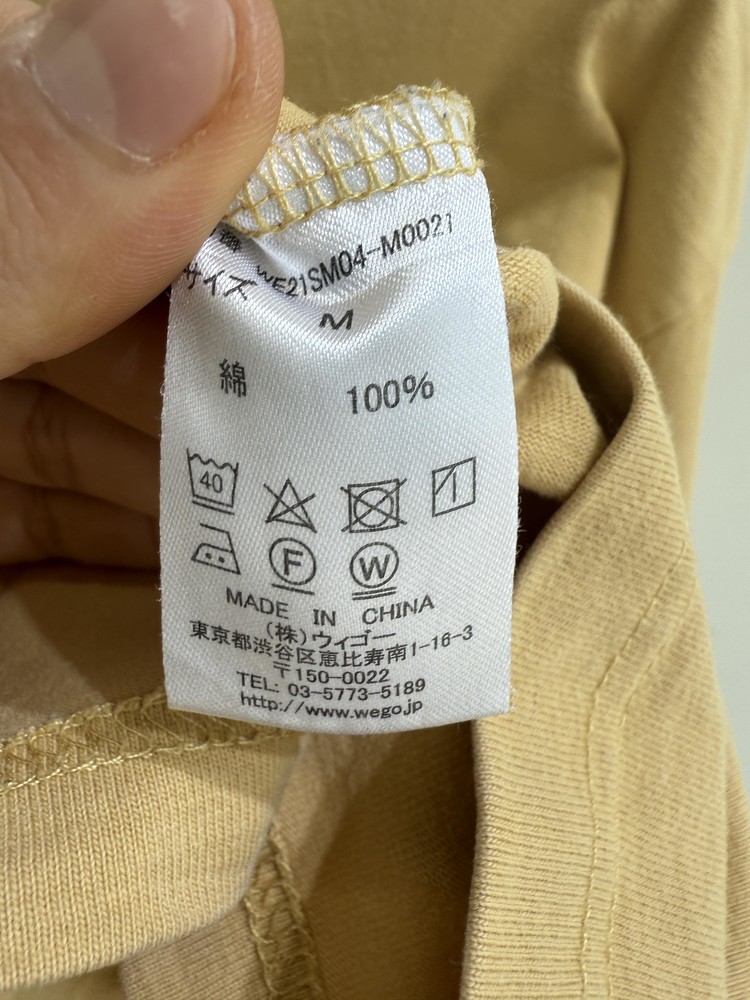 番 WE21SM04-M0021
サイズ
M
綿 100%
40
F W
MADE IN CHINA
(株)ウィゴー
東京都渋谷区恵比寿南1-16-3
〒150-0022
TEL: 03-5773-5189
http://www.wego.jp